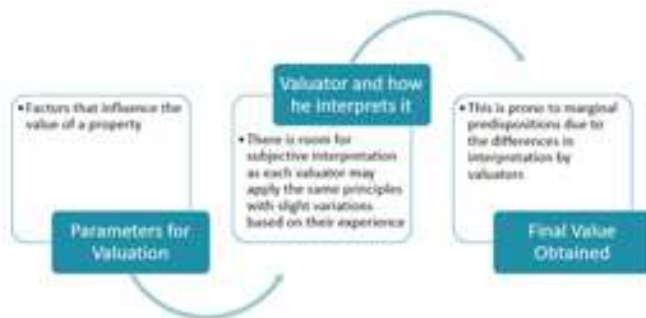 • Factors that influence the
value of a property
Parameters for
Valuation
Valuator and how
he interprets it
• There is room for
subjective interpretation
as each valuator may
apply the same principles
with slight variations
based on their experience
• This is prone to marginal
predispositions due to
the differences in
interpretation by
valuators
Final Value
Obtained